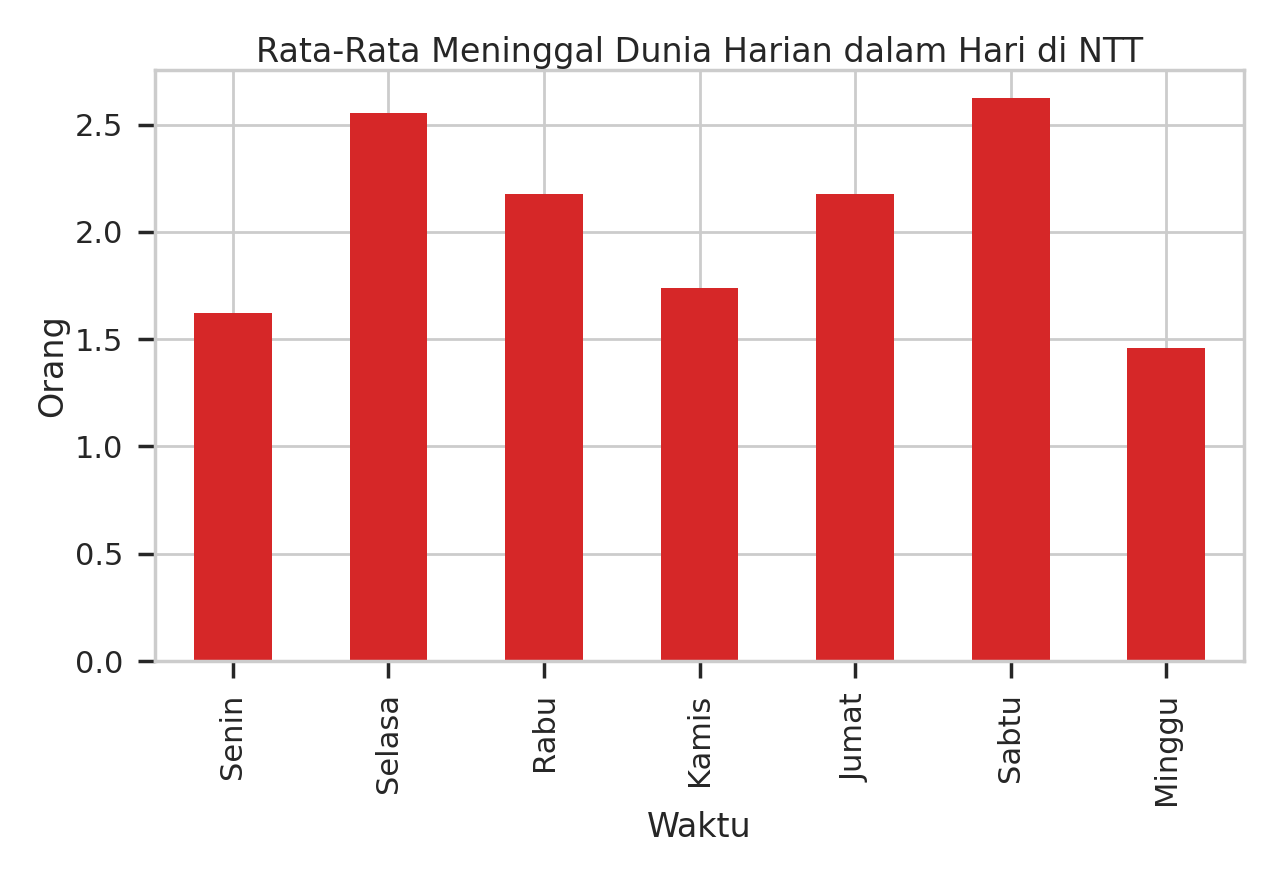 Rata-Rata Meninggal Dunia Harian dalam Hari di NTT
Orang
2.5
2.0
1.5
1.0
0.5
0.0
Senin
Selasa
Rabu
Kamis
Jumat
Sabtu
Minggu
Waktu